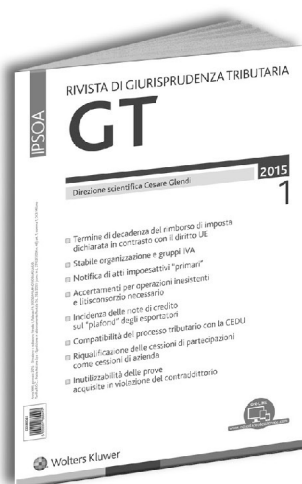 IPSOA
RIVISTA DI GIURISPRUDENZA TRIBUTARIA
GT
Direzione scientifica Cesare Glendi
2015
1
Termine di decadenza del rimborso di imposta
dichiarata in contrasto con il diritto UE
Stabile organizzazione e gruppi IVA
Notifica di atti impoesattivi "primari"
Accertamenti per operazioni inesistenti
e litisconsorzio necessario
Incidenza delle note di credito
sul "plafond" degli esportatori
Compatibilità del processo tributario con la CEDU
Riqualificazione delle cessioni di partecipazioni
come cessioni di azienda
Inutilizzabilità delle prove
acquisite in violazione del contraddittorio
Wolters Kluwer